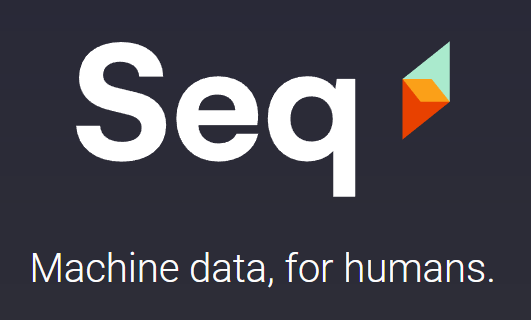 Seq
Machine data, for humans.